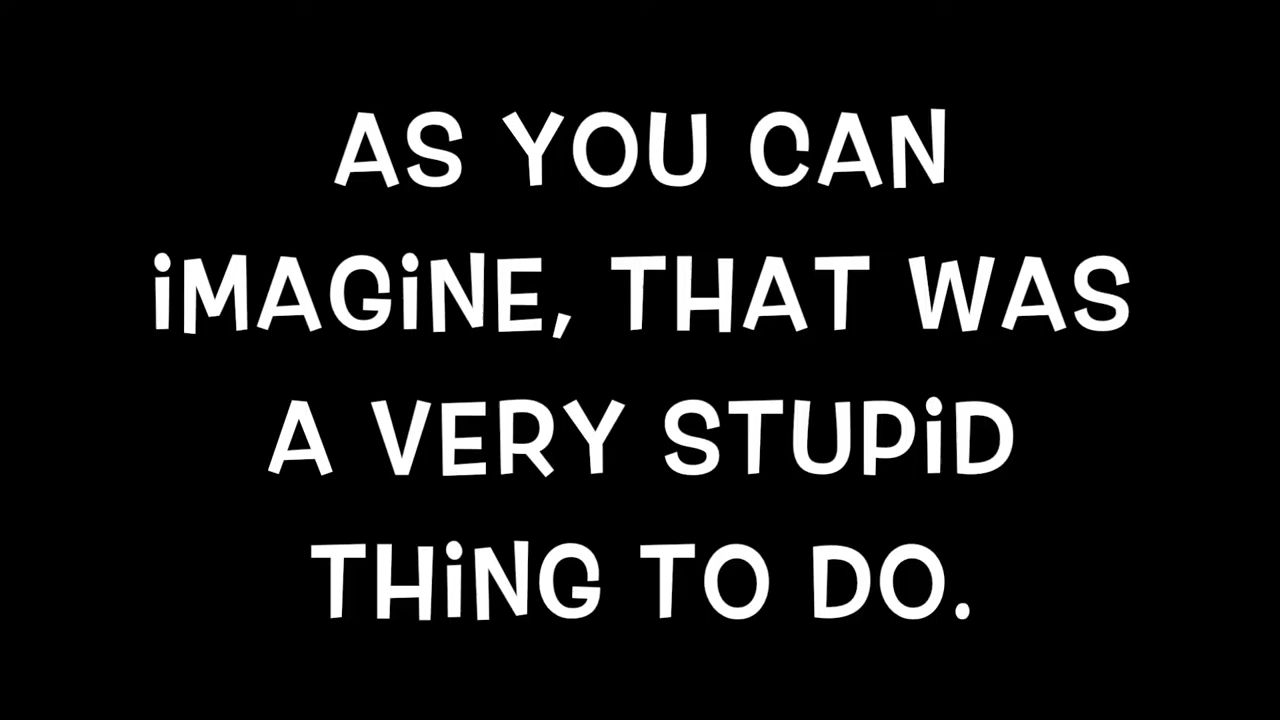 AS YOU CAN
iMAGiNE, THAT WAS
A VERY STUPiD
THiNG TO DO.